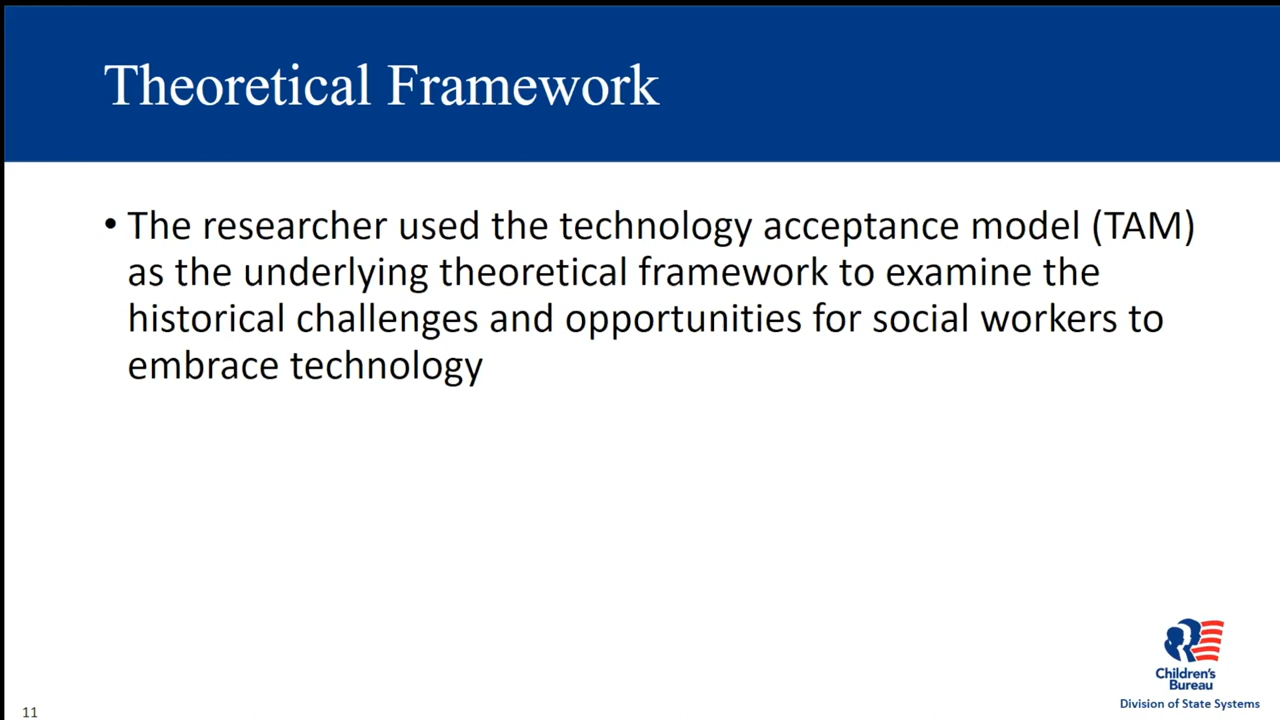 Theoretical Framework
• The researcher used the technology acceptance model (TAM)
as the underlying theoretical framework to examine the
historical challenges and opportunities for social workers to
embrace technology
Children's
Bureau
Division of State Systems
11